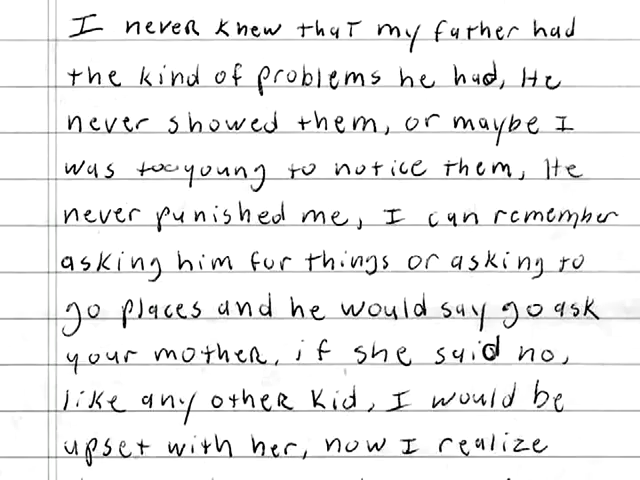 I never knew that my father had
the kind of problems he had, He
never showed them, or maybe I
was too young to notice them, He
never punished me, I can remember
asking him for things or asking to
go places and he would say go ask
your mother, if she said no,
like any other kid, I would be
upset with her, now I realize